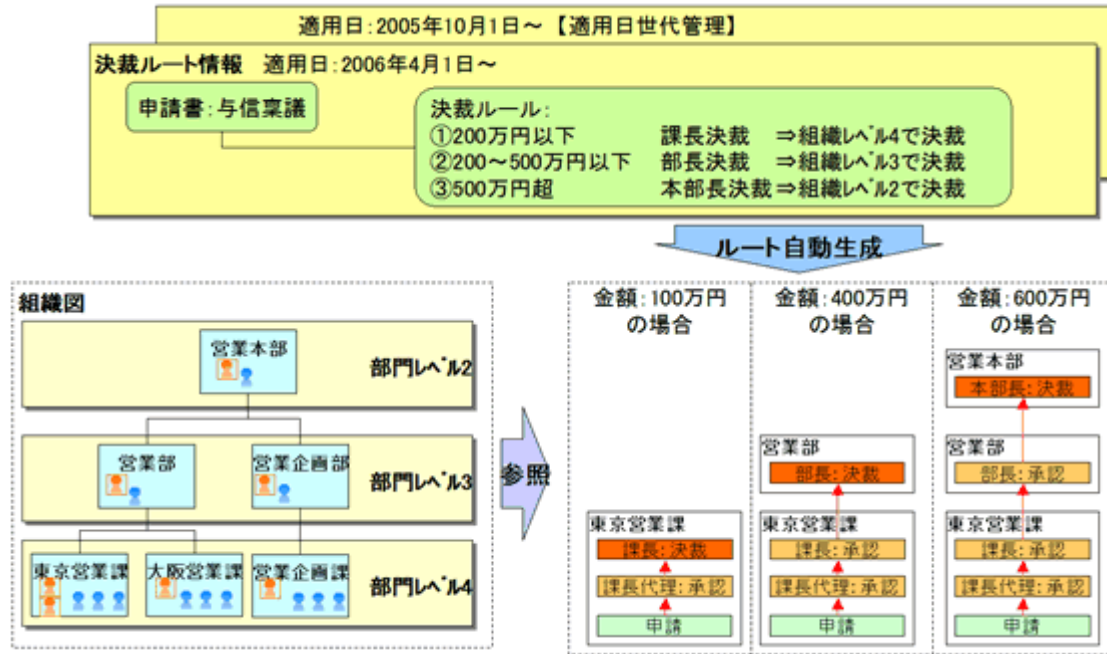 適用日:2005年10月1日～【適用日世代管理】
決裁ルート情報 適用日:2006年4月1日～
申請書:与信稟議
決裁ルール:
①200万円以下 課長決裁 ⇒組織ﾚﾍﾞﾙ4で決裁
②200～500万円以下 部長決裁 ⇒組織ﾚﾍﾞﾙ3で決裁
③500万円超 本部長決裁⇒組織ﾚﾍﾞﾙ2で決裁
ルート自動生成
組織図
営業本部
部門ﾚﾍﾞﾙ2
営業部
営業企画部
部門ﾚﾍﾞﾙ3
東京営業課
大阪営業課
営業企画課
部門ﾚﾍﾞﾙ4
参照
金額:100万円
の場合
東京営業課
課長:決裁
課長代理:承認
申請
金額:400万円
の場合
営業部
部長:決裁
東京営業課
課長:承認
課長代理:承認
申請
金額:600万円
の場合
営業本部
本部長:決裁
営業部
部長:承認
東京営業課
課長:承認
課長代理:承認
申請